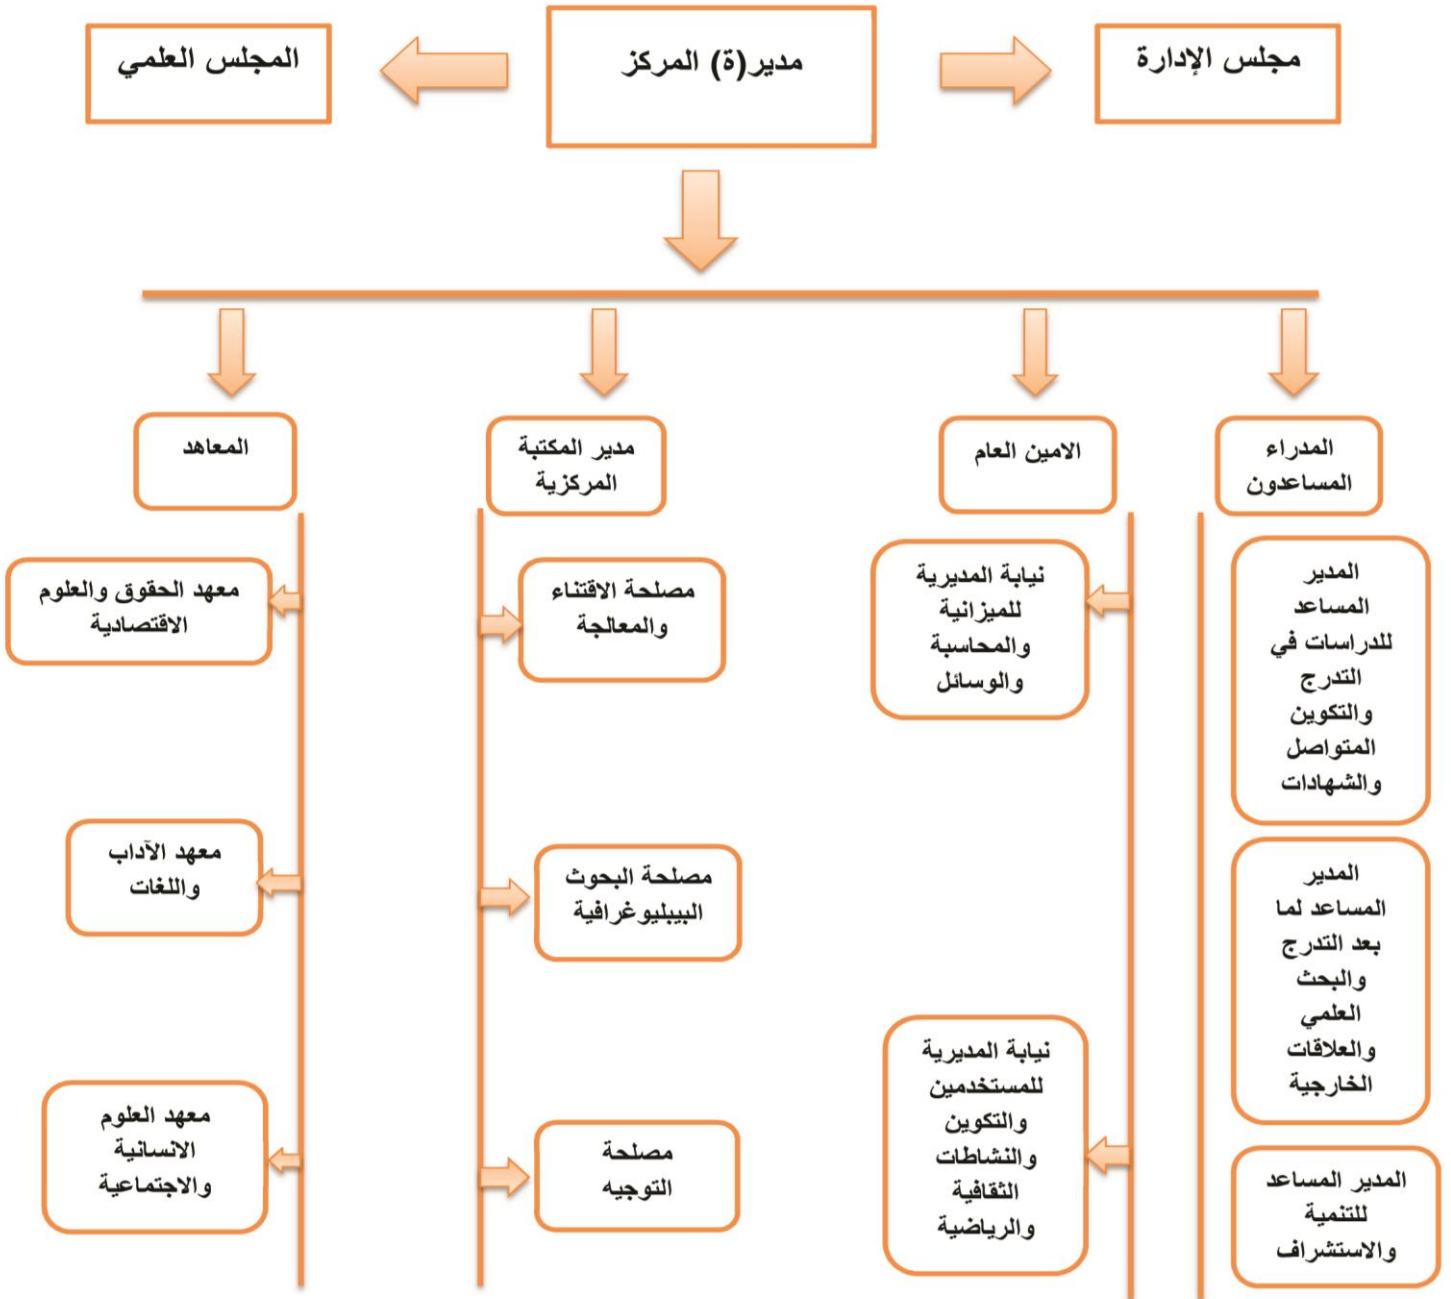 مجلس الإدارة
مدير(ة) المركز
المجلس العلمي
المدراء
المساعدون
الامين العام
مدير المكتبة
المركزية
المعاهد
المدير
المساعد
للدراسات في
التدرج
والتكوين
المتواصل
والشهادات
المدير
المساعد لما
بعد التدرج
والبحث
العلمي
والعلاقات
الخارجية
المدير المساعد
للتنمية
والاستشراف
نيابة المديرية
للميزانية
والمحاسبة
والوسائل
نيابة المديرية
للمستخدمين
والتكوين
والنشاطات
الثقافية
والرياضية
مصلحة الاقتناء
والمعالجة
مصلحة البحوث
البيبليوغرافية
مصلحة
التوجيه
معهد الحقوق والعلوم
الاقتصادية
معهد الآداب
واللغات
معهد العلوم
الانسانية
والاجتماعية